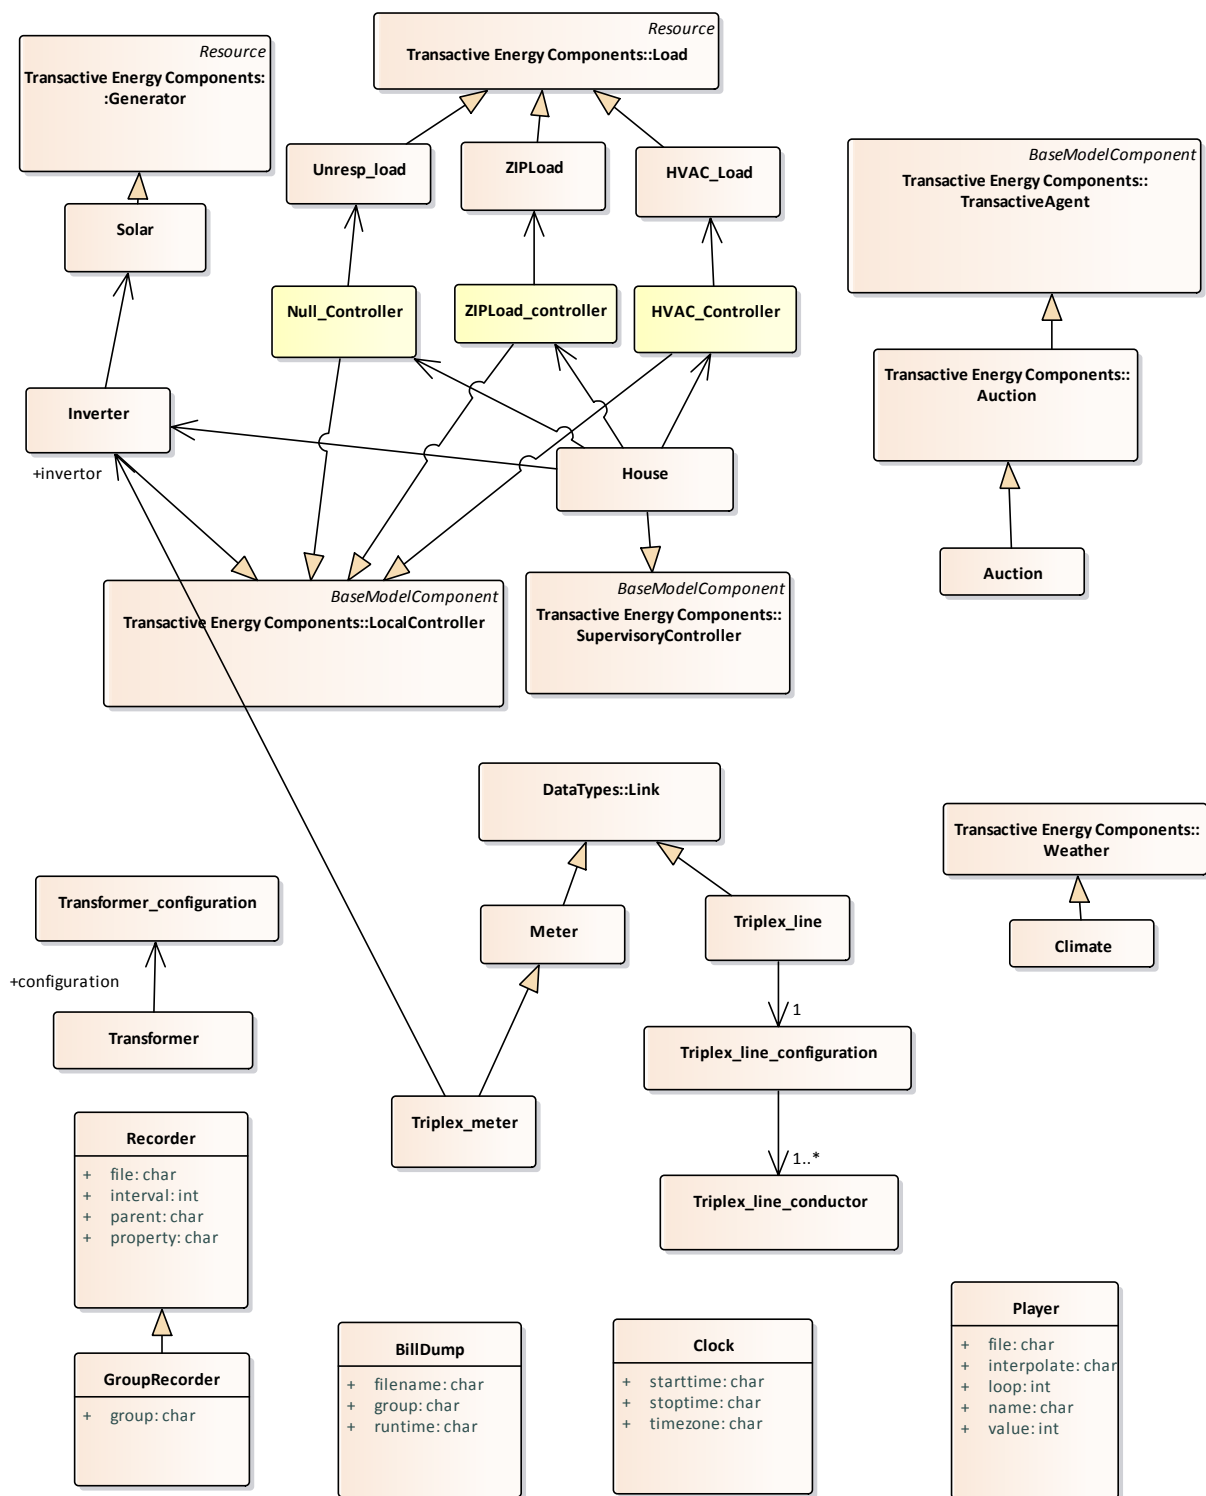 Resource
Transactive Energy Components:
:Generator
Resource
Transactive Energy Components::Load
Unresp_load
ZIPLoad
HVAC_Load
BaseModelComponent
Transactive Energy Components::
TransactiveAgent
Solar
Null_Controller
ZIPLoad_controller
HVAC_Controller
Transactive Energy Components::
Auction
Inverter
+invertor
House
Auction
BaseModelComponent
Transactive Energy Components::LocalController
BaseModelComponent
Transactive Energy Components::
SupervisoryController
DataTypes::Link
Transactive Energy Components::
Weather
Transformer_configuration
Meter
Triplex_line
Climate
+configuration
1
Transformer
Triplex_line_configuration
Triplex_meter
1..*
Triplex_line_conductor
Recorder
+ file: char
+ interval: int
+ parent: char
+ property: char
GroupRecorder
+ group: char
BillDump
+ filename: char
+ group: char
+ runtime: char
Clock
+ starttime: char
+ stoptime: char
+ timezone: char
Player
+ file: char
+ interpolate: char
+ loop: int
+ name: char
+ value: int